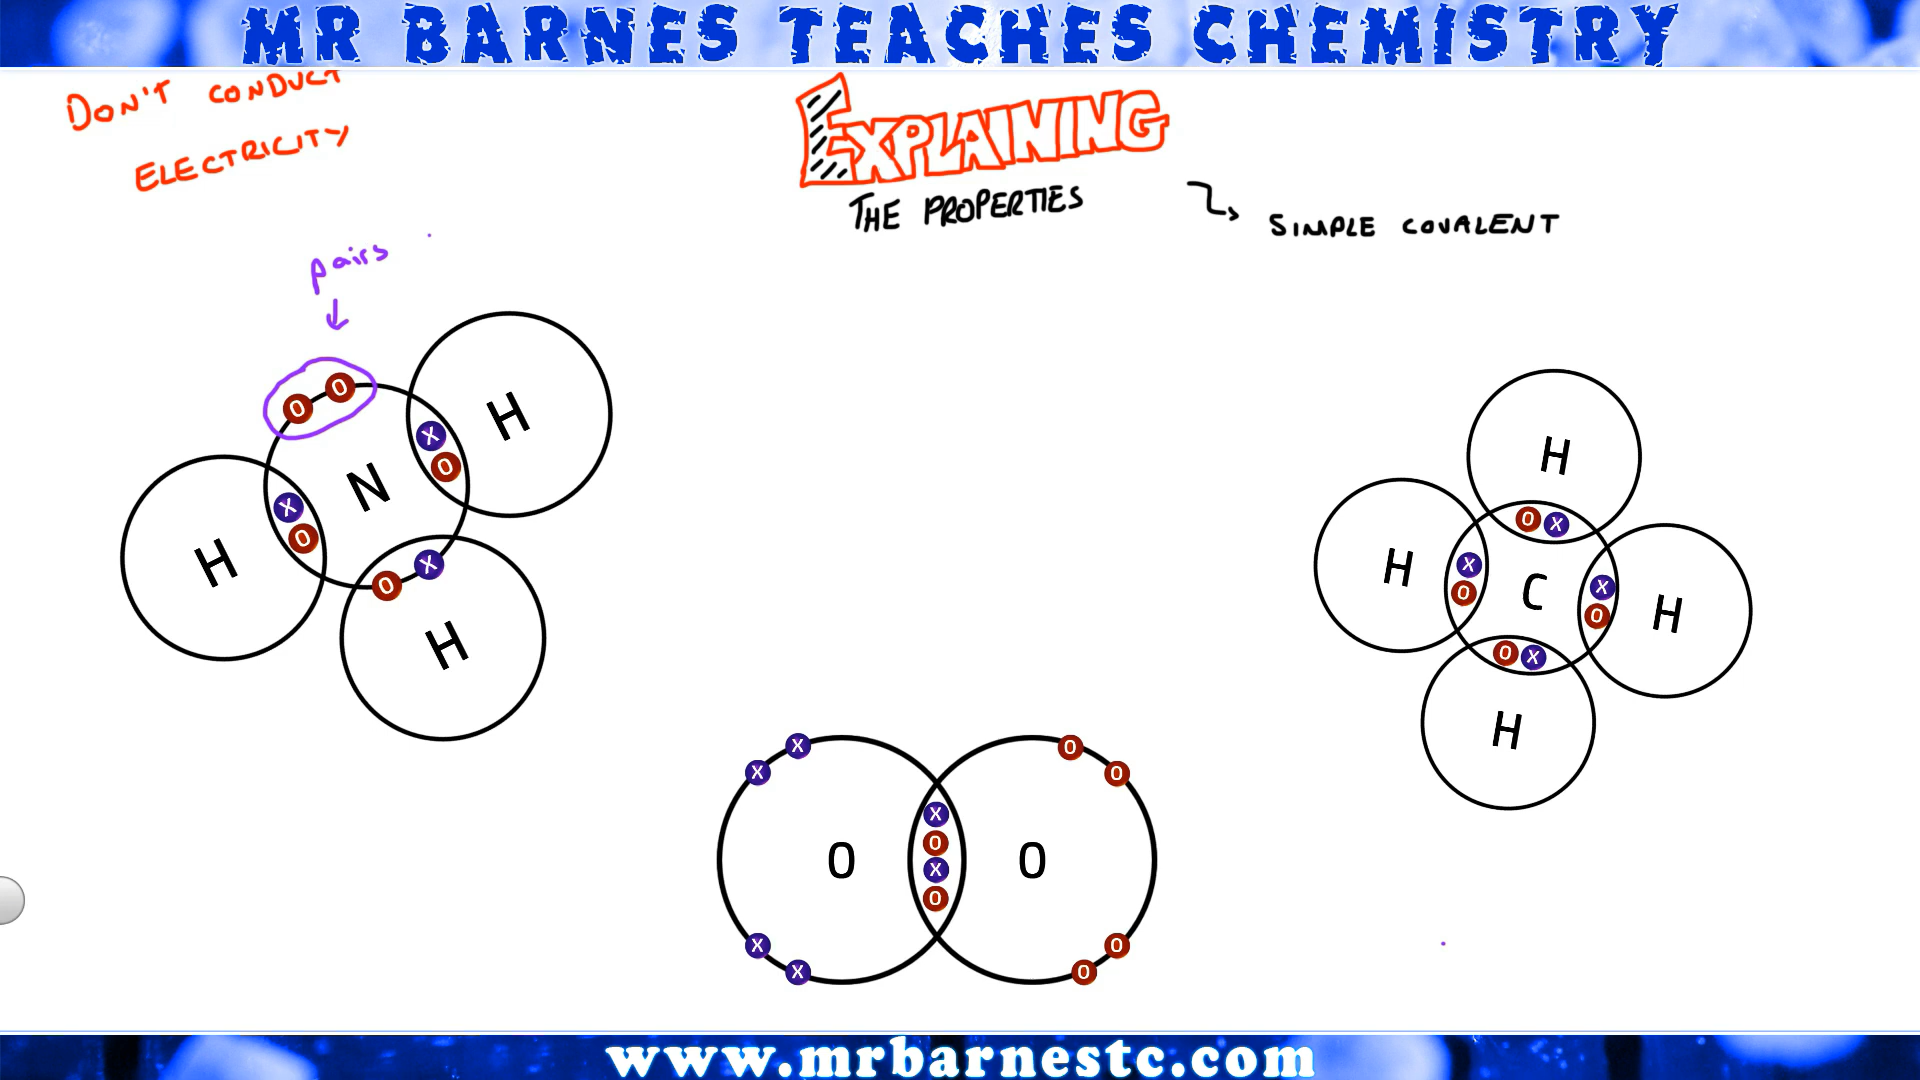 MR BARNES TEACHES CHEMISTRY
DON'T CONDUCT
ELECTRICITY
EXPLAINING
THE PROPERTIES
SIMPLE COVALENT
pairs
O O
H
X
O
N
X
O
H
O X
H
H
O X
H
X
O
C
X
O
H
O X
H
X
X
O
O
X
O
X
O
O
O
X
X
O
O
www.mrbarnestc.com